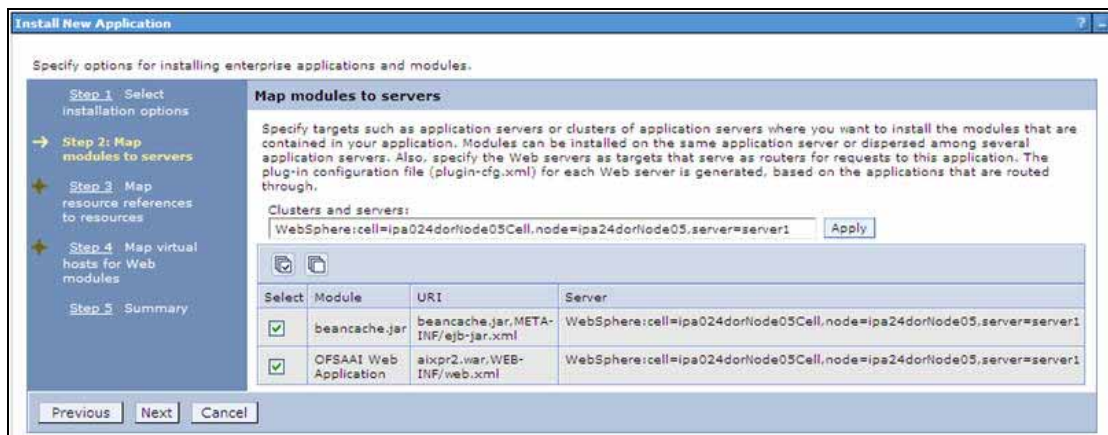 Install New Application
?
Specify options for installing enterprise applications and modules.
Step 1 Select
installation options
Step 2: Map
modules to servers
Step 3 Map
resource references
to resources
Step 4 Map virtual
hosts for Web
modules
Step 5 Summary
Map modules to servers
Specify targets such as application servers or clusters of application servers where you want to install the modules that are
contained in your application. Modules can be installed on the same application server or dispersed among several
application servers. Also, specify the Web servers as targets that serve as routers for requests to this application. The
plug-in configuration file (plugin-cfg.xml) for each Web server is generated, based on the applications that are routed
through.
Clusters and servers:
WebSphere:cell=ipa024dorNode05Cell,node=ipa24dorNode05,server=server1 Apply
Select Module URI Server
beancache.jar beancache.jar,META- WebSphere:cell=ipa024dorNode05Cell,node=ipa24dorNode05,server=server1
INF/ejb-jar.xml
OFSAAI Web aixpr2.war,WEB- WebSphere:cell=ipa024dorNode05Cell,node=ipa24dorNode05,server=server1
Application INF/web.xml
Previous Next Cancel